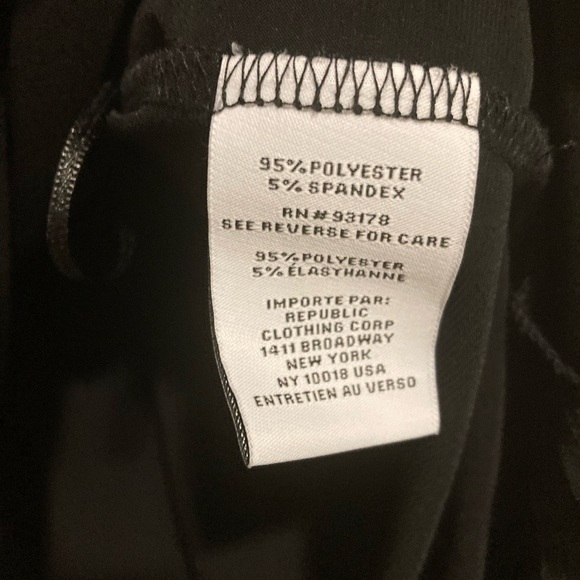 95% POLYESTER
5% SPANDEX
RN# 93178
SEE REVERSE FOR CARE
95% POLYESTER
5% ÉLASTHANNE
IMPORTE PAR:
REPUBLIC
CLOTHING CORP
1411 BROADWAY
NEW YORK
NY 10018 USA
ENTRETIEN AU VERSO